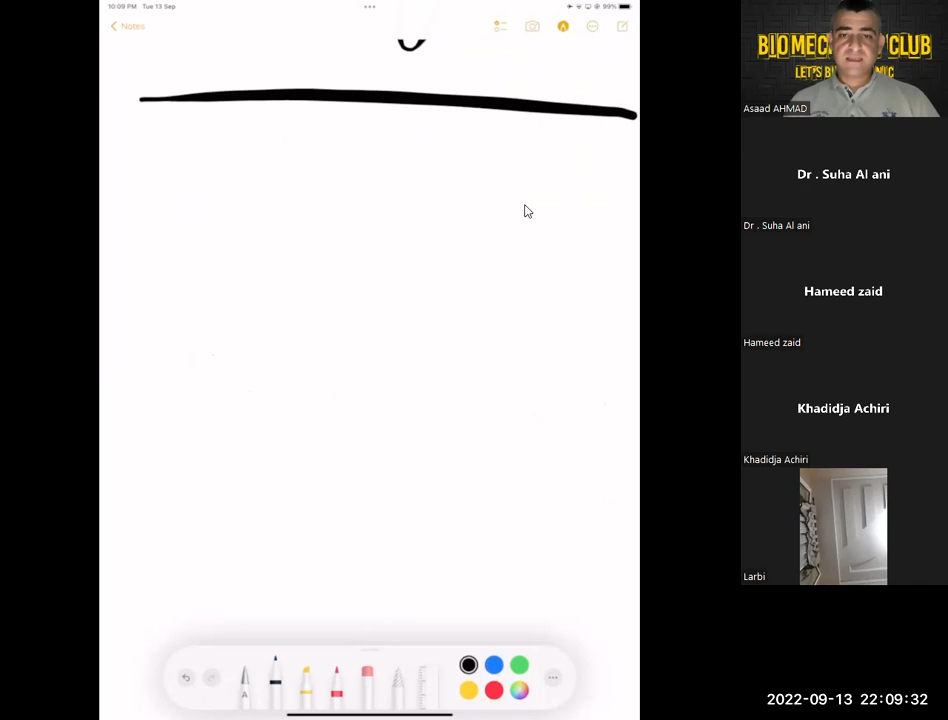 10:09 PM Tue 13 Sep
99%
Notes
BIOMEC CLUB
LET'S B NIC
Asaad AHMAD
Dr . Suha Al ani
Dr . Suha Al ani
Hameed zaid
Hameed zaid
Khadidja Achiri
Khadidja Achiri
Larbi
A
2022-09-13 22:09:32